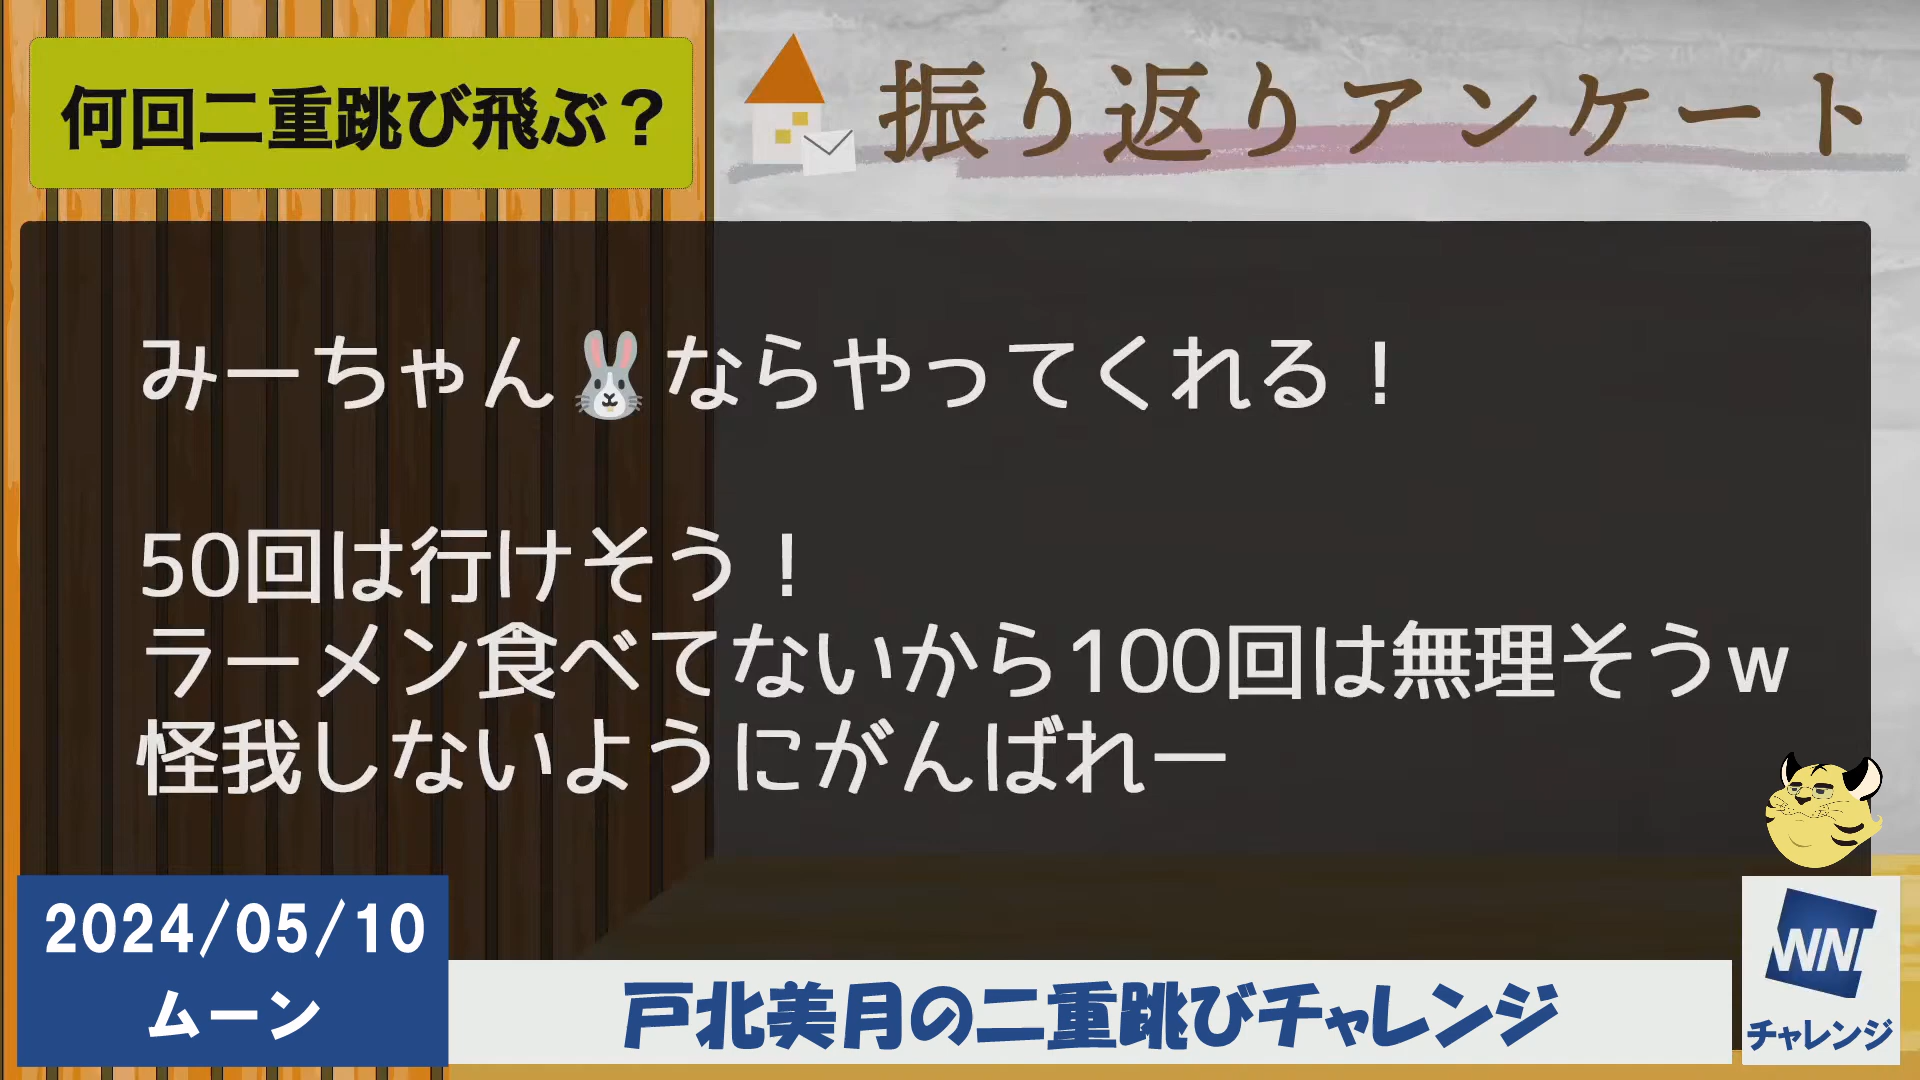 何回二重跳び飛ぶ？
振り返りアンケート
みーちゃん🐰ならやってくれる！
50回は行けそう！
ラーメン食べてないから100回は無理そうｗ
怪我しないようにがんばれー
2024/05/10
ムーン
戸北美月の二重跳びチャレンジ
WNI
チャレンジ